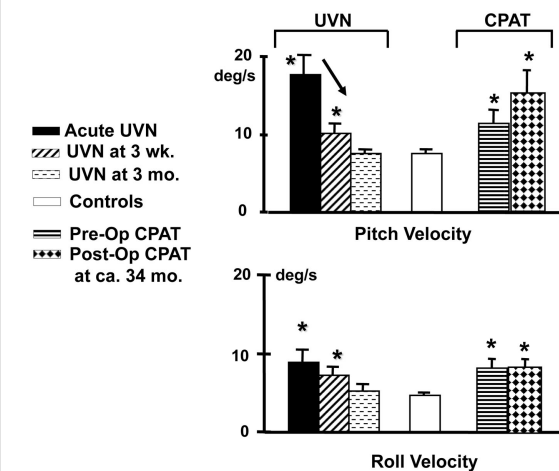 UVN CPAT
20
deg/s
*
*
*
*
10
0
Pitch Velocity
Acute UVN
UVN at 3 wk.
UVN at 3 mo.
Controls
Pre-Op CPAT
Post-Op CPAT
at ca. 34 mo.
20 deg/s
*
*
*
*
10
0
Roll Velocity